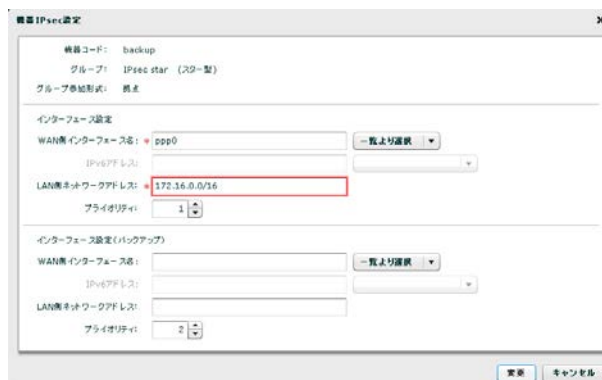 機器IPsec設定
機器コード: backup
グループ: IPsec star (スター型)
グループ参加形式: 拠点
インターフェース設定
WAN側インターフェース名: * ppp0 一覧より選択
IPv6アドレス:
LAN側ネットワークアドレス: * 172.16.0.0/16
プライオリティ: 1
インターフェース設定(バックアップ)
WAN側インターフェース名: 一覧より選択
IPv6アドレス:
LAN側ネットワークアドレス:
プライオリティ: 2
変更 キャンセル